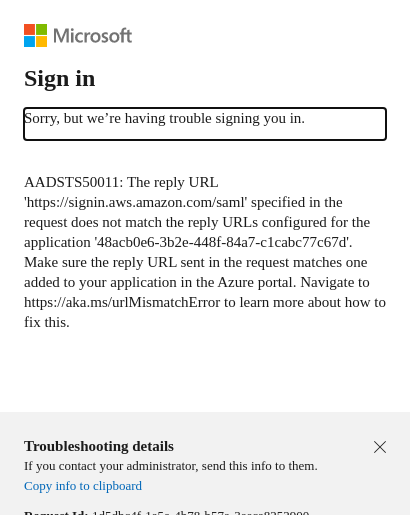 Microsoft
Sign in
Sorry, but we’re having trouble signing you in.
AADSTS50011: The reply URL
'https://signin.aws.amazon.com/saml' specified in the
request does not match the reply URLs configured for the
application '48acb0e6-3b2e-448f-84a7-c1cabc77c67d'.
Make sure the reply URL sent in the request matches one
added to your application in the Azure portal. Navigate to
https://aka.ms/urlMismatchError to learn more about how to
fix this.
Troubleshooting details
If you contact your administrator, send this info to them.
Copy info to clipboard
Request Id: